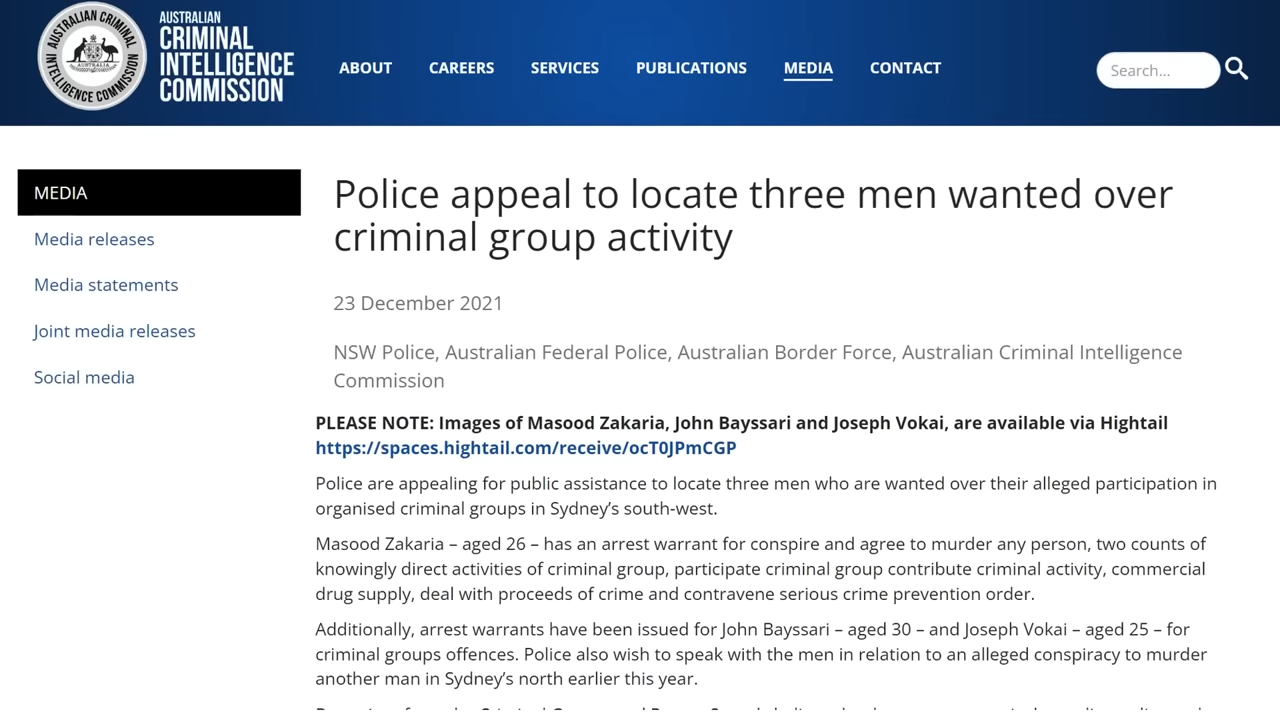 AUSTRALIAN CRIMINAL
INTELLIGENCE COMMISSION
AUSTRALIA
AUSTRALIAN
CRIMINAL
INTELLIGENCE
COMMISSION
ABOUT CAREERS SERVICES PUBLICATIONS MEDIA CONTACT
Search...
MEDIA
Media releases
Media statements
Joint media releases
Social media
Police appeal to locate three men wanted over
criminal group activity
23 December 2021
NSW Police, Australian Federal Police, Australian Border Force, Australian Criminal Intelligence
Commission
PLEASE NOTE: Images of Masood Zakaria, John Bayssari and Joseph Vokai, are available via Hightail
https://spaces.hightail.com/receive/ocT0JPmCGP
Police are appealing for public assistance to locate three men who are wanted over their alleged participation in
organised criminal groups in Sydney’s south-west.
Masood Zakaria – aged 26 – has an arrest warrant for conspire and agree to murder any person, two counts of
knowingly direct activities of criminal group, participate criminal group contribute criminal activity, commercial
drug supply, deal with proceeds of crime and contravene serious crime prevention order.
Additionally, arrest warrants have been issued for John Bayssari – aged 30 – and Joseph Vokai – aged 25 – for
criminal groups offences. Police also wish to speak with the men in relation to an alleged conspiracy to murder
another man in Sydney’s north earlier this year.